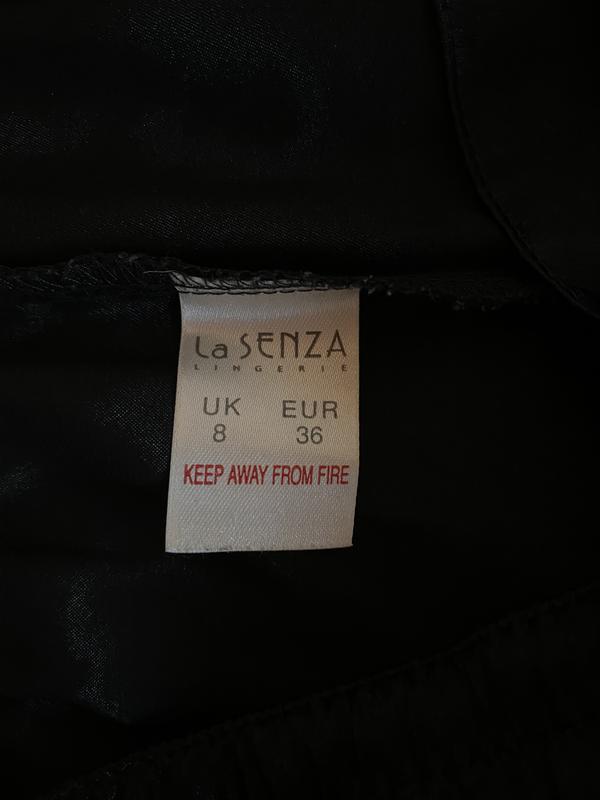 La SENZA
LINGERIE
UK EUR
8 36
KEEP AWAY FROM FIRE